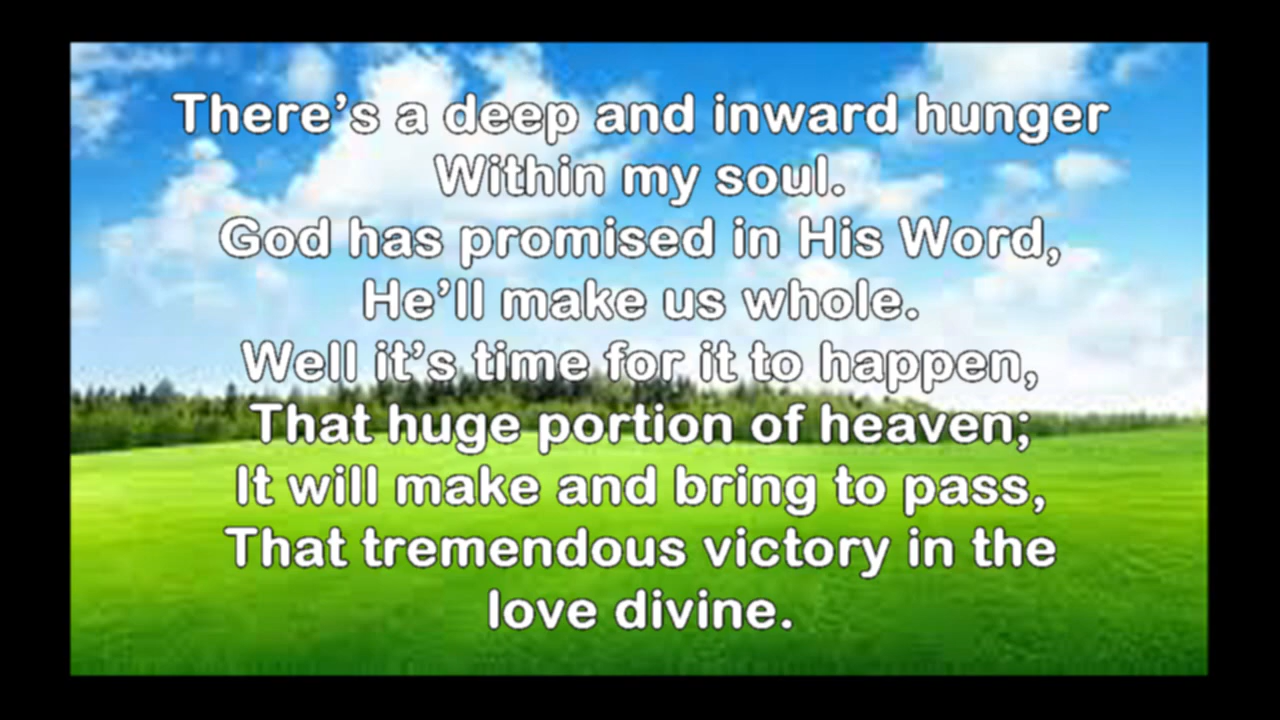 There’s a deep and inward hunger
Within my soul.
God has promised in His Word,
He’ll make us whole.
Well it’s time for it to happen,
That huge portion of heaven;
It will make and bring to pass,
That tremendous victory in the
love divine.